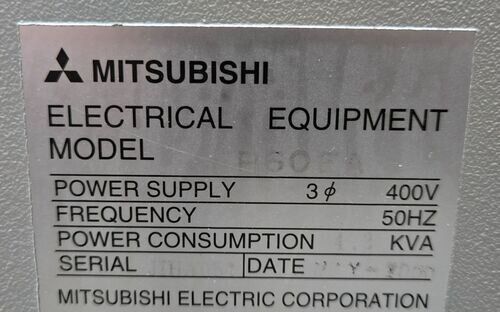 MITSUBISHI
ELECTRICAL EQUIPMENT
MODEL
POWER SUPPLY 3ϕ 400V
FREQUENCY 50HZ
POWER CONSUMPTION KVA
SERIAL DATE
MITSUBISHI ELECTRIC CORPORATION